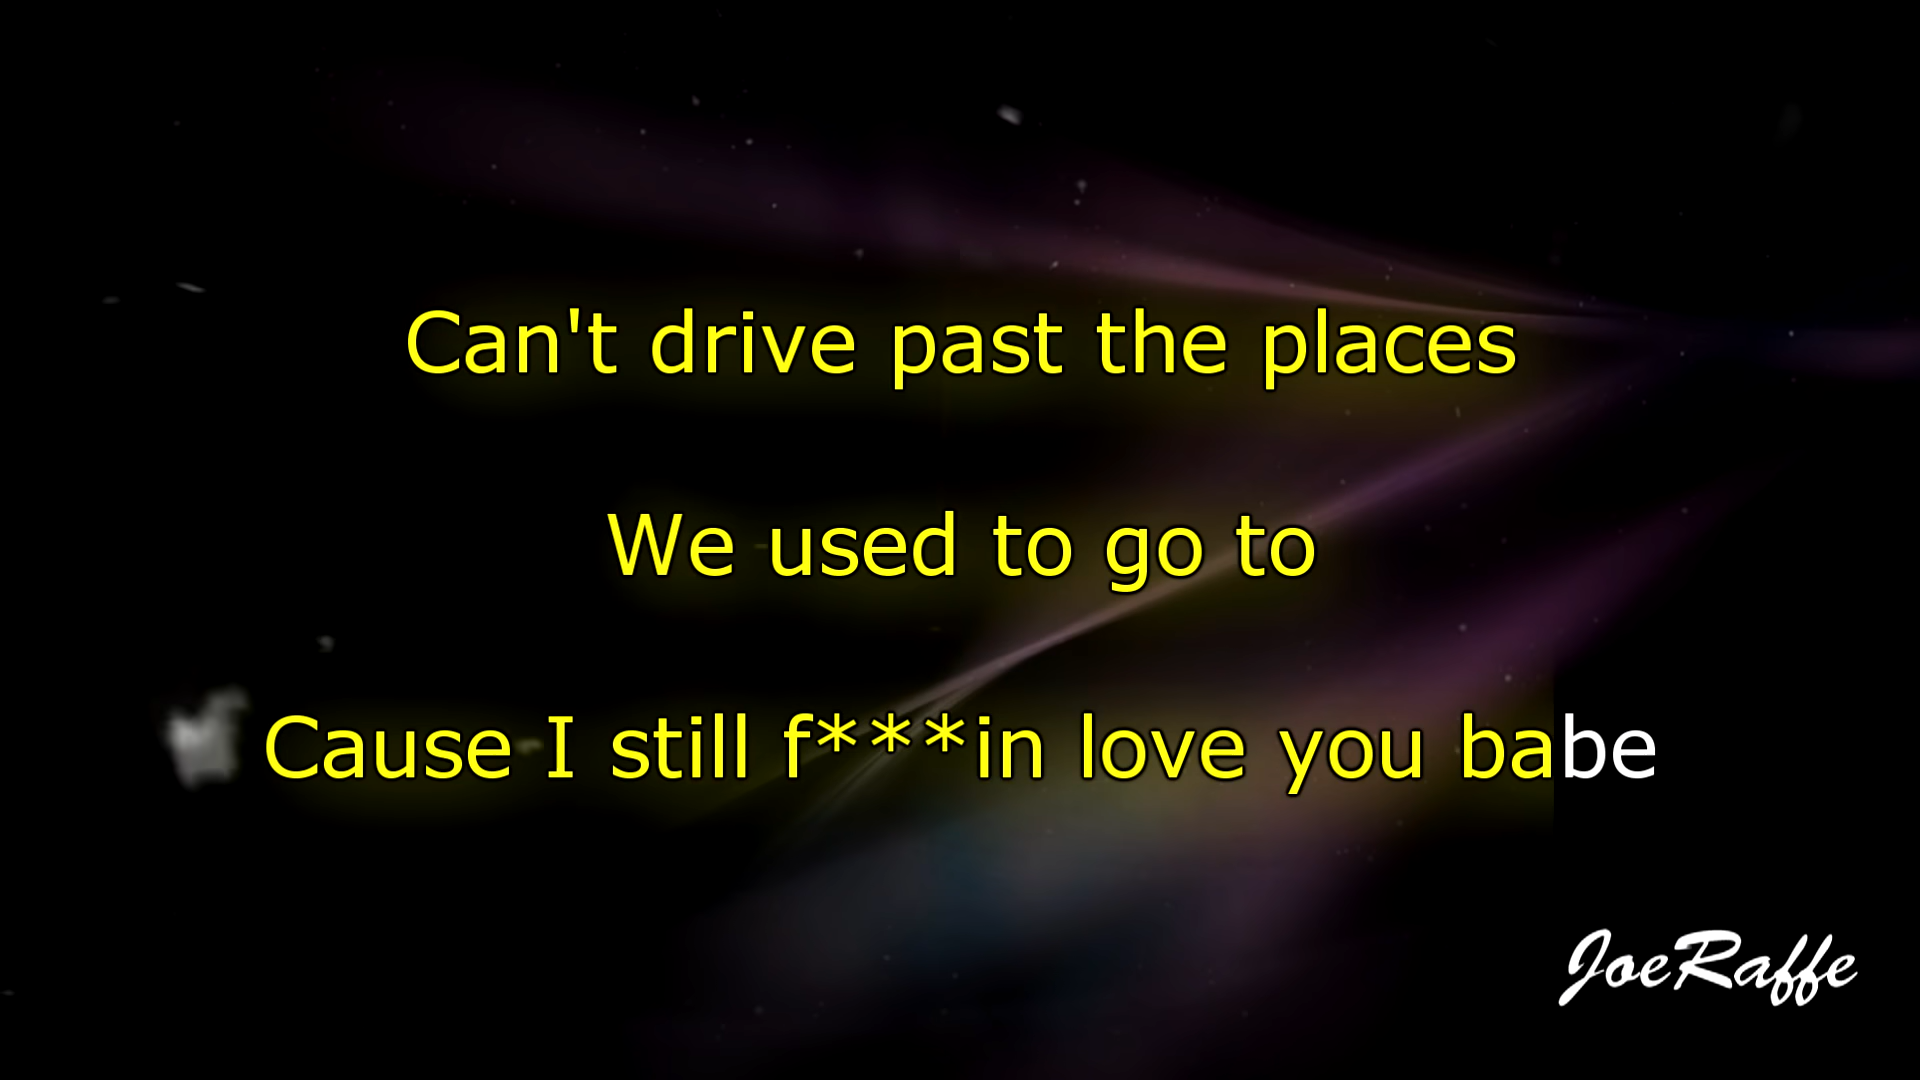 Can't drive past the places
We used to go to
Cause I still f***in love you babe
JoeRaffe